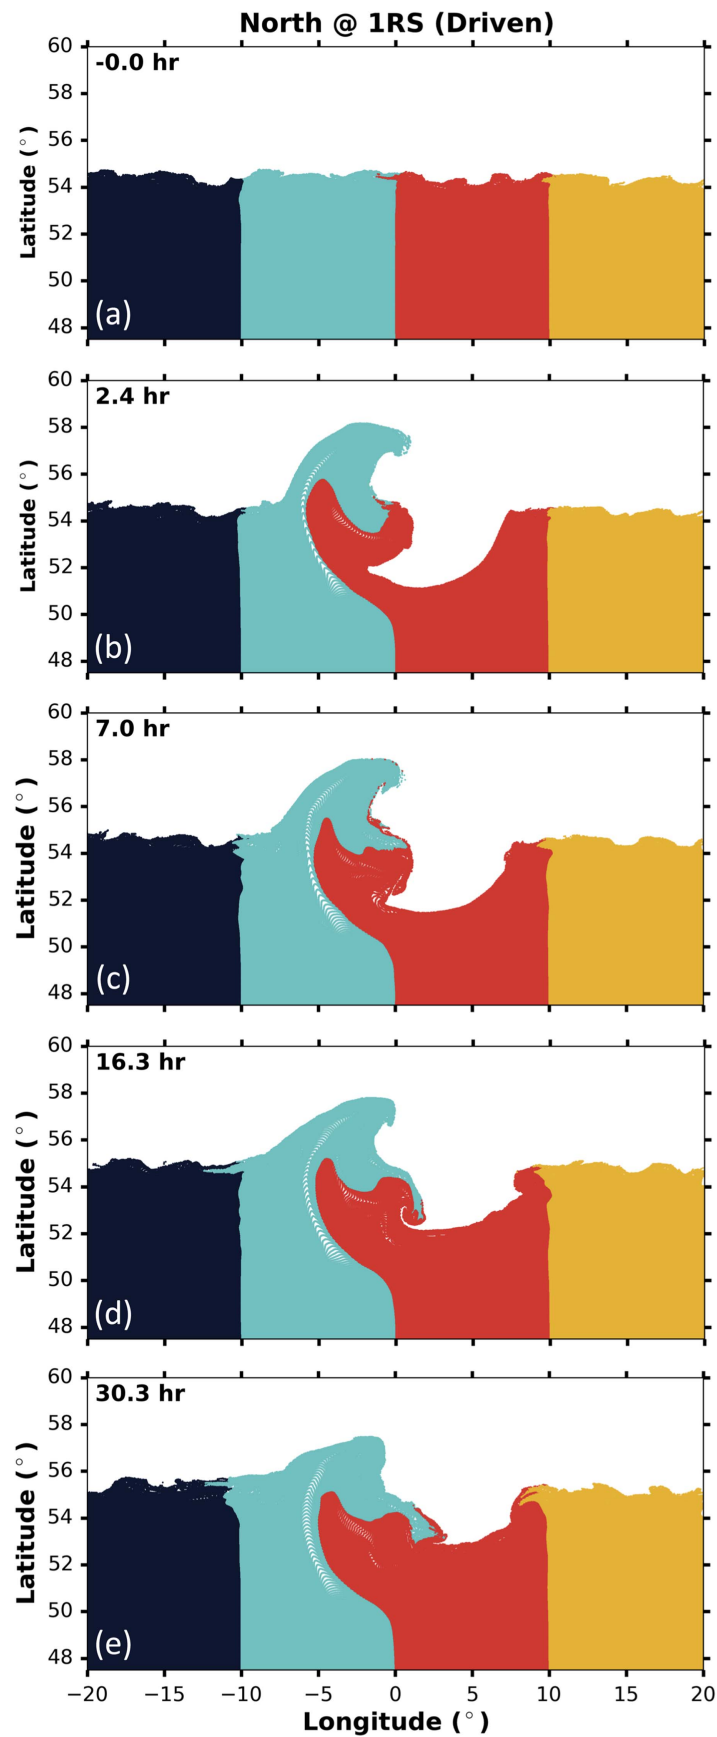 North @ 1RS (Driven)
60
-0.0 hr
58
56
54
52
50
48
Latitude (°)
(a)
60
2.4 hr
58
56
54
52
50
48
Latitude (°)
(b)
60
7.0 hr
58
56
54
52
50
48
Latitude (°)
(c)
60
16.3 hr
58
56
54
52
50
48
Latitude (°)
(d)
60
30.3 hr
58
56
54
52
50
48
Latitude (°)
(e)
−20 −15 −10 −5 0 5 10 15 20
Longitude (°)